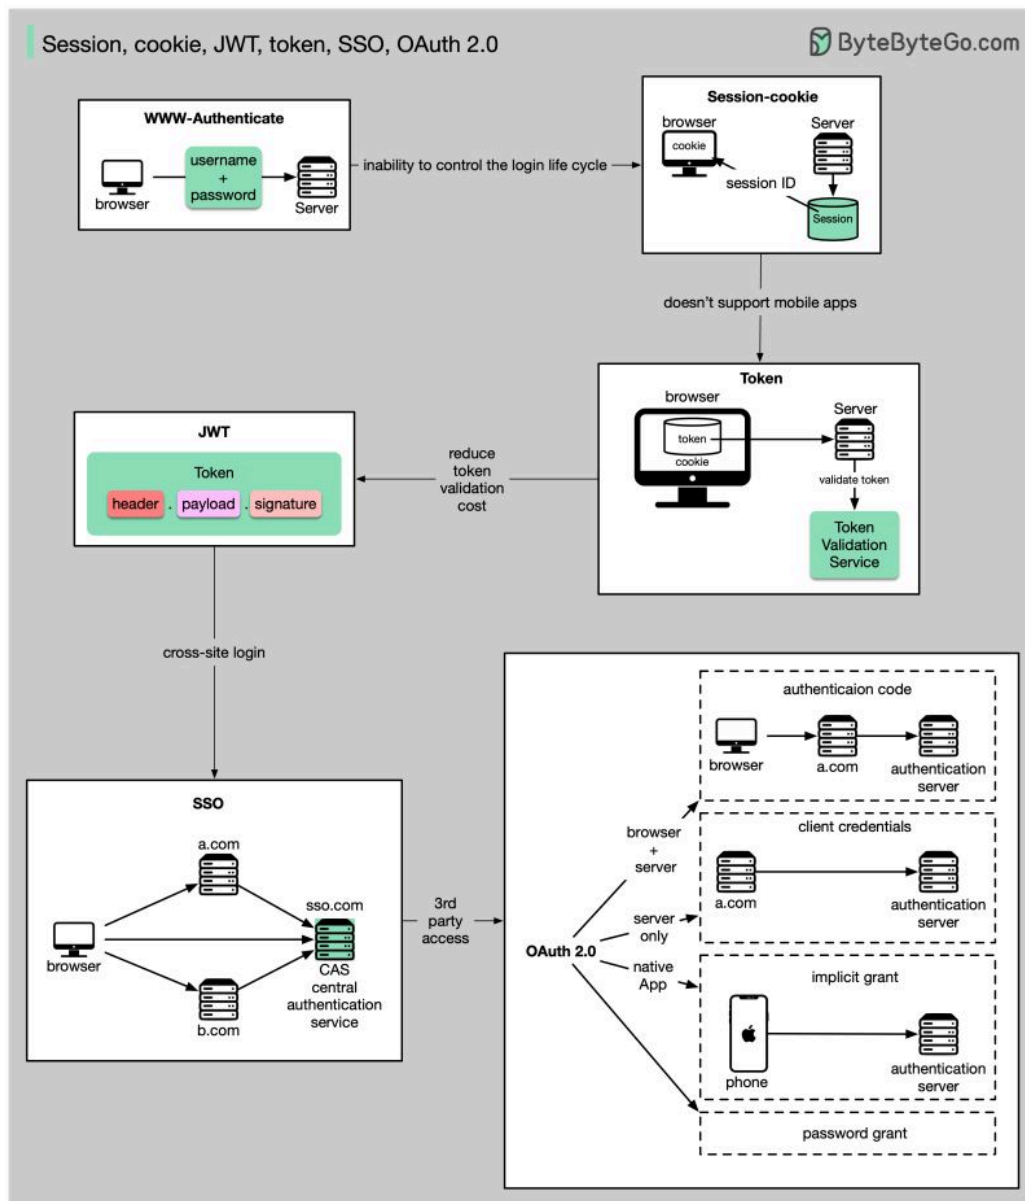 Session, cookie, JWT, token, SSO, OAuth 2.0
ByteByteGo.com
WWW-Authenticate
browser
username
+
password
Server
inability to control the login life cycle
Session-cookie
browser
cookie
Server
session ID
Session
doesn't support mobile apps
Token
browser
token
cookie
Server
validate token
Token
Validation
Service
reduce
token
validation
cost
JWT
Token
header . payload . signature
cross-site login
SSO
a.com
browser
b.com
sso.com
CAS
central
authentication
service
3rd
party
access
OAuth 2.0
browser
+
server
server
only
native
App
authenticaion code
browser
a.com
authentication
server
client credentials
a.com
authentication
server
implicit grant
phone
authentication
server
password grant